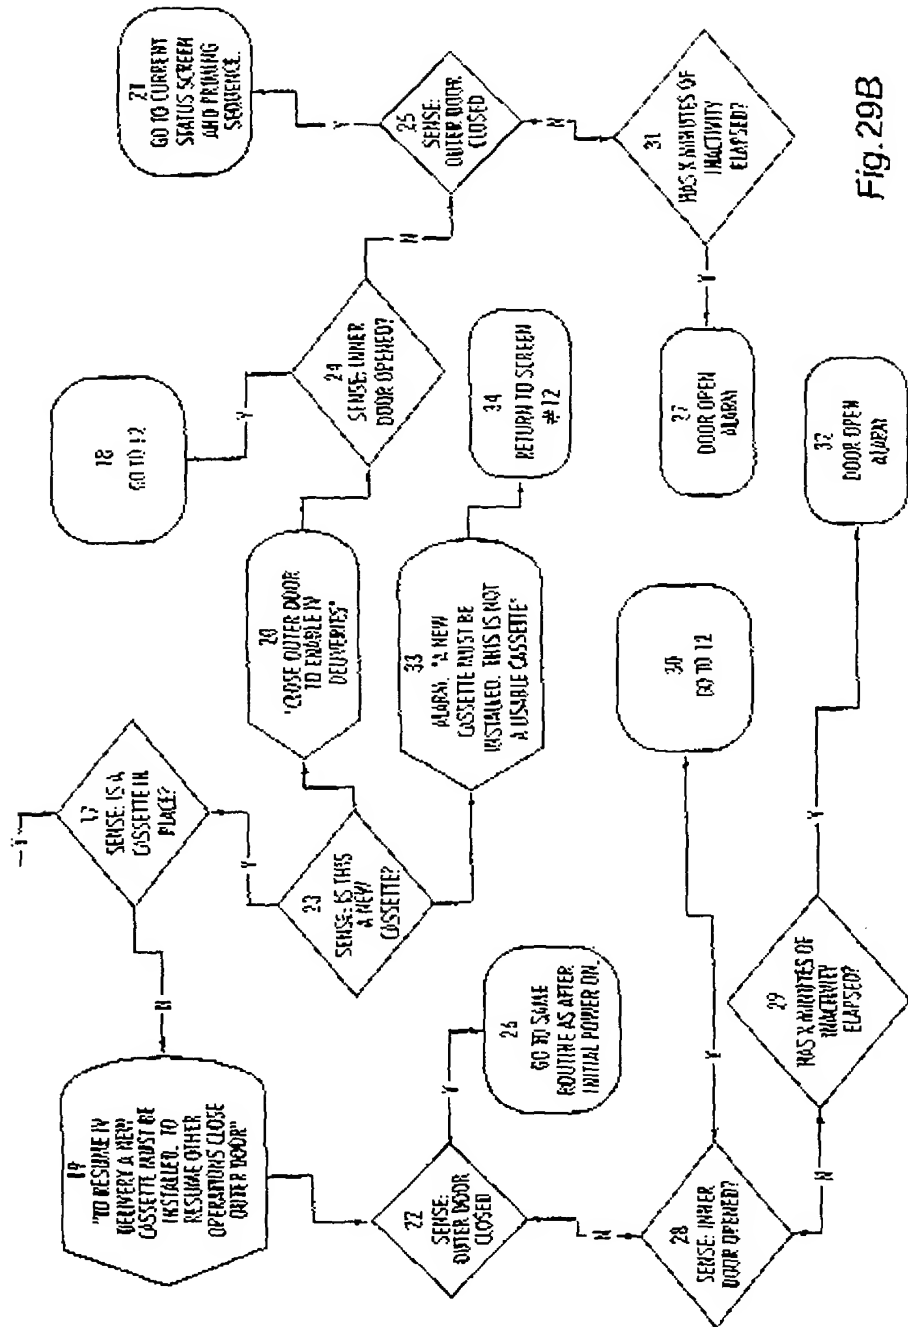 21
GO TO CURRENT
STATUS SCREEN
AND PRIMING
SEQUENCE.
Y
25
SENSE:
OUTER DOOR
CLOSED
N
31
HAS X MINUTES OF
INACTIVITY
ELAPSED?
Fig. 29B
18
GO TO 12
Y
24
SENSE: INNER
DOOR OPENED?
N
34
RETURN TO SCREEN
# 12
Y
27
DOOR OPEN
ALARM
32
DOOR OPEN
ALARM
20
"CLOSE OUTER DOOR
TO ENABLE IV
DELIVERIES"
33
ALARM. "A NEW
CASSETTE MUST BE
INSTALLED. THIS IS NOT
A USABLE CASSETTE"
30
GO TO 12
Y
17
SENSE: IS A
CASSETTE IN
PLACE?
Y
23
SENSE: IS THIS
A NEW
CASSETTE?
Y
N
26
GO TO SAME
ROUTINE AS AFTER
INITIAL POWER ON.
Y
29
HAS X MINUTES OF
INACTIVITY
ELAPSED?
Y
19
"TO RESUME IV
DELIVERY A NEW
CASSETTE MUST BE
INSTALLED. TO
RESUME OTHER
OPERATIONS CLOSE
OUTER DOOR"
22
SENSE:
OUTER DOOR
CLOSED
Y
N
28
SENSE: INNER
DOOR OPENED?
N